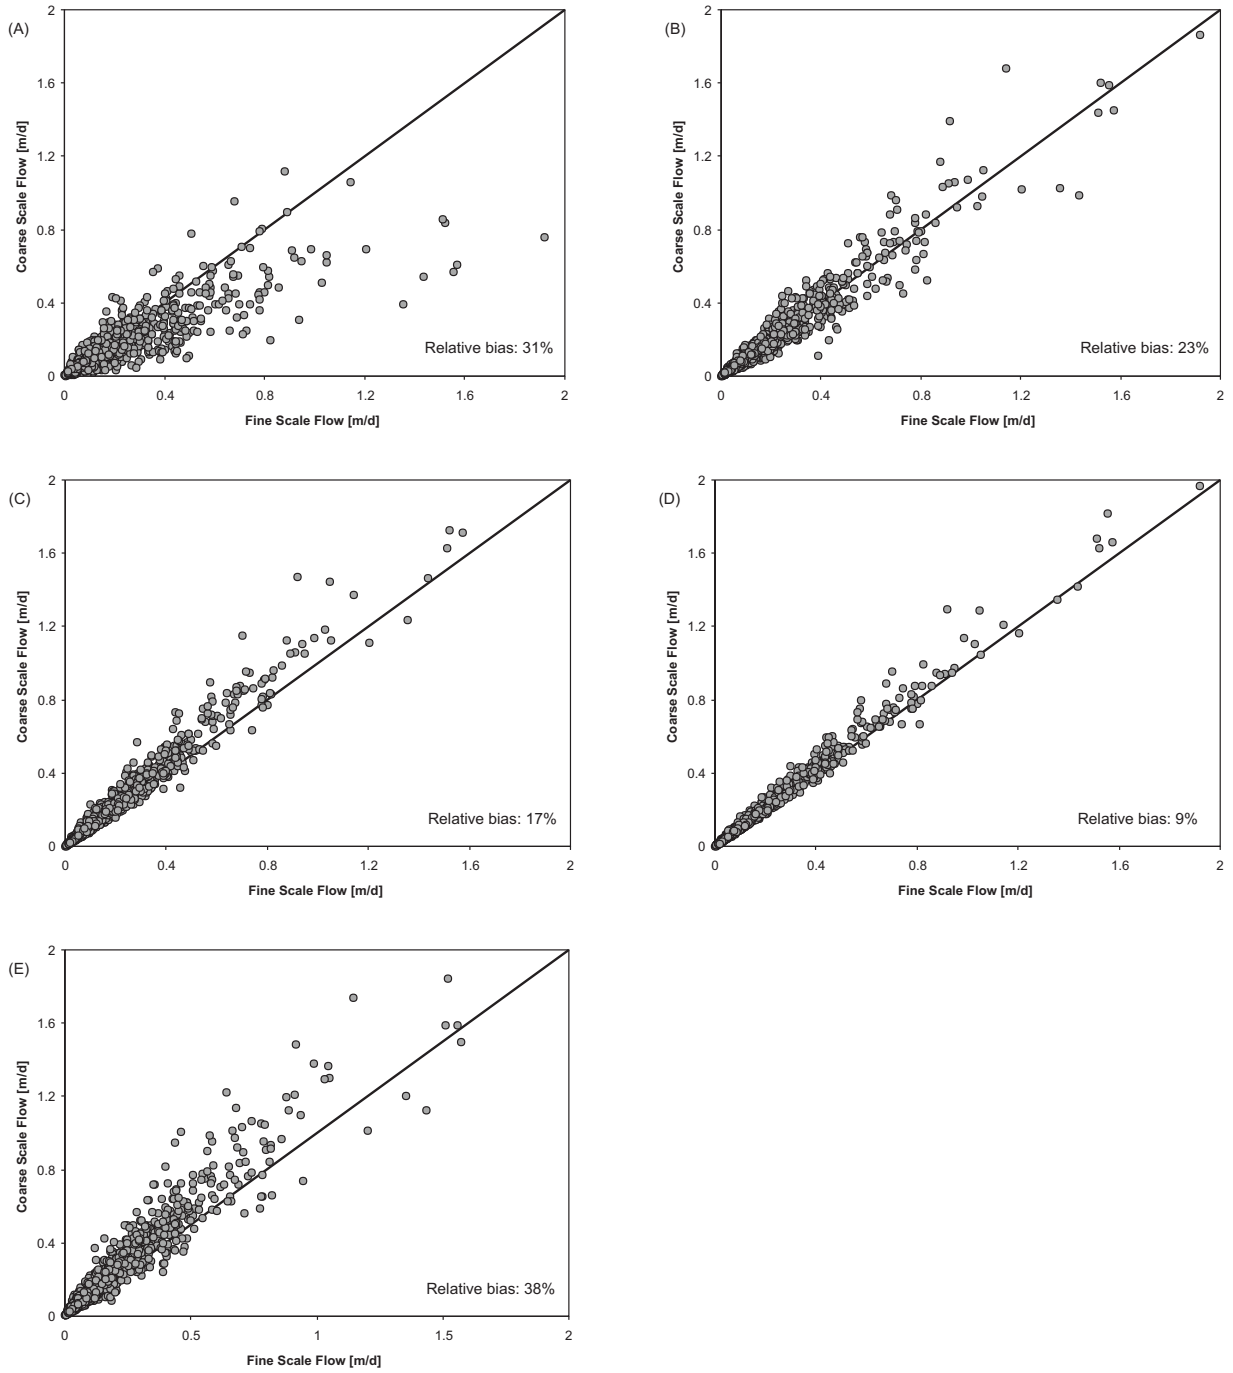 (A)
2
1.6
1.2
0.8
0.4
0
0 0.4 0.8 1.2 1.6 2
Coarse Scale Flow [m/d]
Fine Scale Flow [m/d]
Relative bias: 31%
(B)
2
1.6
1.2
0.8
0.4
0
0 0.4 0.8 1.2 1.6 2
Coarse Scale Flow [m/d]
Fine Scale Flow [m/d]
Relative bias: 23%
(C)
2
1.6
1.2
0.8
0.4
0
0 0.4 0.8 1.2 1.6 2
Coarse Scale Flow [m/d]
Fine Scale Flow [m/d]
Relative bias: 17%
(D)
2
1.6
1.2
0.8
0.4
0
0 0.4 0.8 1.2 1.6 2
Coarse Scale Flow [m/d]
Fine Scale Flow [m/d]
Relative bias: 9%
(E)
2
1.6
1.2
0.8
0.4
0
0 0.5 1 1.5 2
Coarse Scale Flow [m/d]
Fine Scale Flow [m/d]
Relative bias: 38%